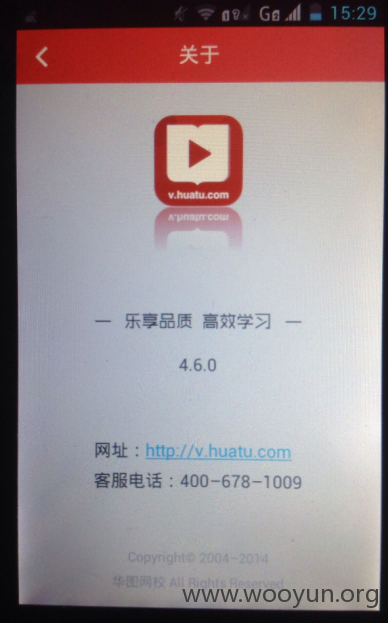 15:29
关于
v.huatu.com
一 乐享品质 高效学习 一
4.6.0
网址：http://v.huatu.com
客服电话：400-678-1009
Copyright© 2004-2014
华图网校 All Rights Reserved
www.wooyun.org